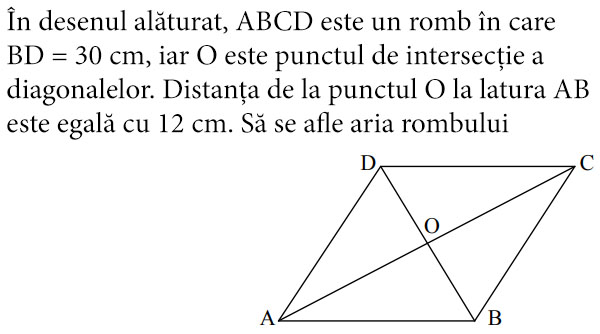 În desenul alăturat, ABCD este un romb în care
BD = 30 cm, iar O este punctul de intersecție a
diagonalelor. Distanța de la punctul O la latura AB
este egală cu 12 cm. Să se afle aria rombului
D C
O
A B